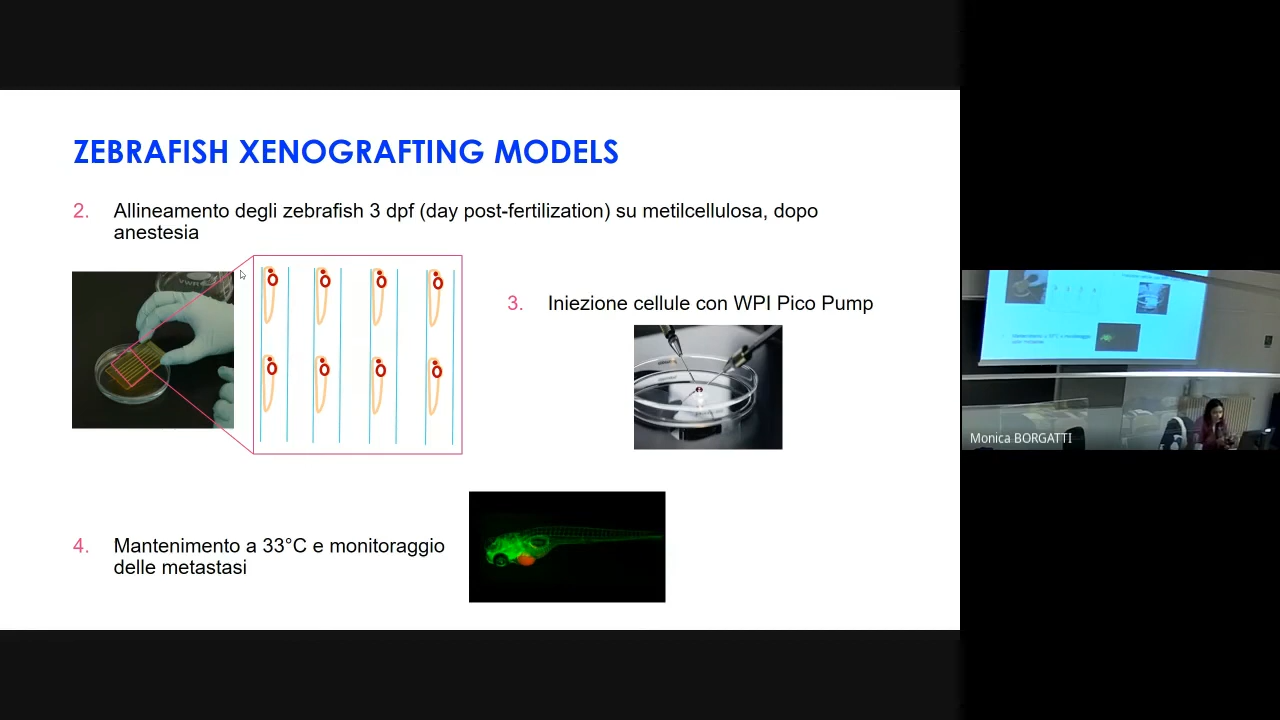 ZEBRAFISH XENOGRAFTING MODELS
2. Allineamento degli zebrafish 3 dpf (day post-fertilization) su metilcellulosa, dopo
anestesia
3. Iniezione cellule con WPI Pico Pump
4. Mantenimento a 33°C e monitoraggio
delle metastasi
Monica BORGATTI